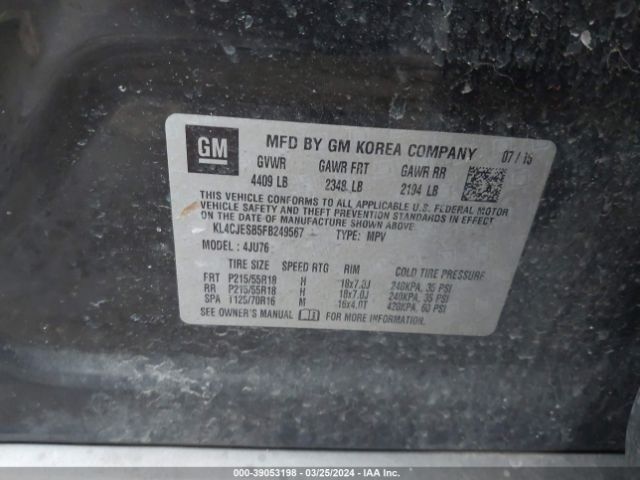 GM
MFD BY GM KOREA COMPANY 07/15
GVWR GAWR FRT GAWR RR
4409 LB 2348 LB 2194 LB
THIS VEHICLE CONFORMS TO ALL APPLICABLE U.S. FEDERAL MOTOR
VEHICLE SAFETY AND THEFT PREVENTION STANDARDS IN EFFECT
ON THE DATE OF MANUFACTURE SHOWN ABOVE.
KL4CJESB5FB249567 TYPE: MPV
MODEL: 4JU76
TIRE SIZE SPEED RTG RIM COLD TIRE PRESSURE
FRT P215/55R18 H 18x7.0J 240KPA, 35 PSI
RR P215/55R18 H 18x7.0J 240KPA, 35 PSI
SPA T125/70R16 M 16x4.0T 420KPA, 60 PSI
SEE OWNER'S MANUAL FOR MORE INFORMATION.
000-39053198 - 03/25/2024 - IAA Inc.